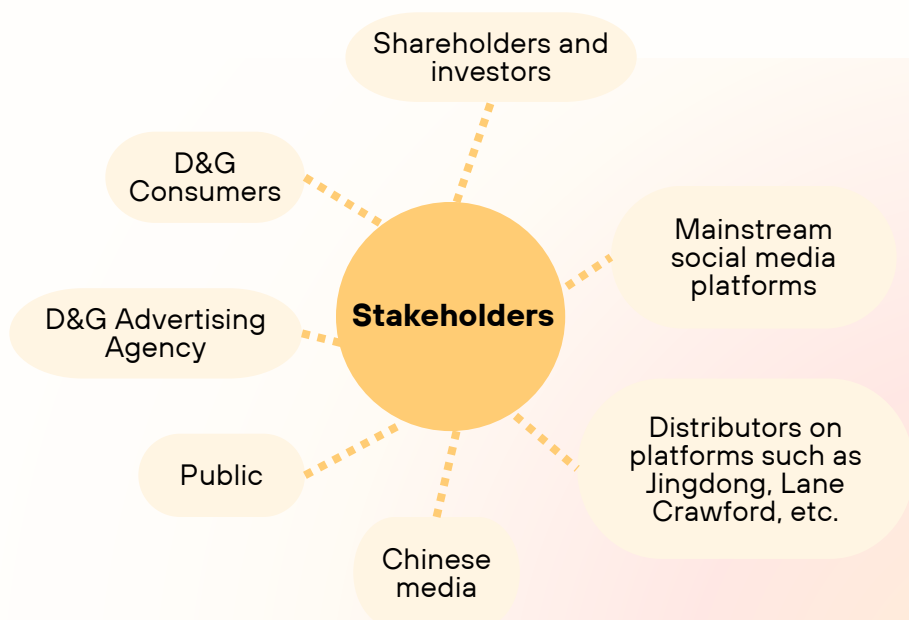 Shareholders and
investors
D&G
Consumers
Mainstream
social media
platforms
Stakeholders
D&G Advertising
Agency
Distributors on
platforms such as
Jingdong, Lane
Crawford, etc.
Public
Chinese
media